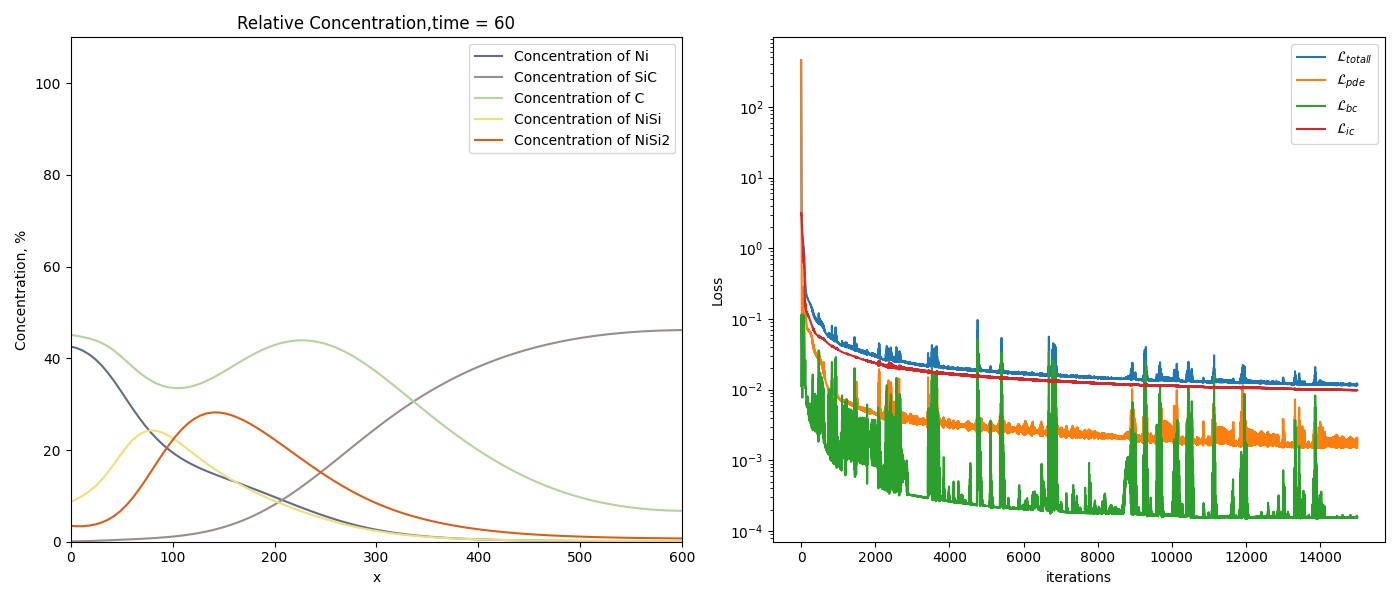 Relative Concentration,time = 60
Concentration, %
100
80
60
40
20
0
Concentration of Ni
Concentration of SiC
Concentration of C
Concentration of NiSi
Concentration of NiSi2
0 100 200 300 400 500 600
x
Loss
10²
10¹
10⁰
10⁻¹
10⁻²
10⁻³
10⁻⁴
ℒtotall
ℒpde
ℒbc
ℒic
0 2000 4000 6000 8000 10000 12000 14000
iterations